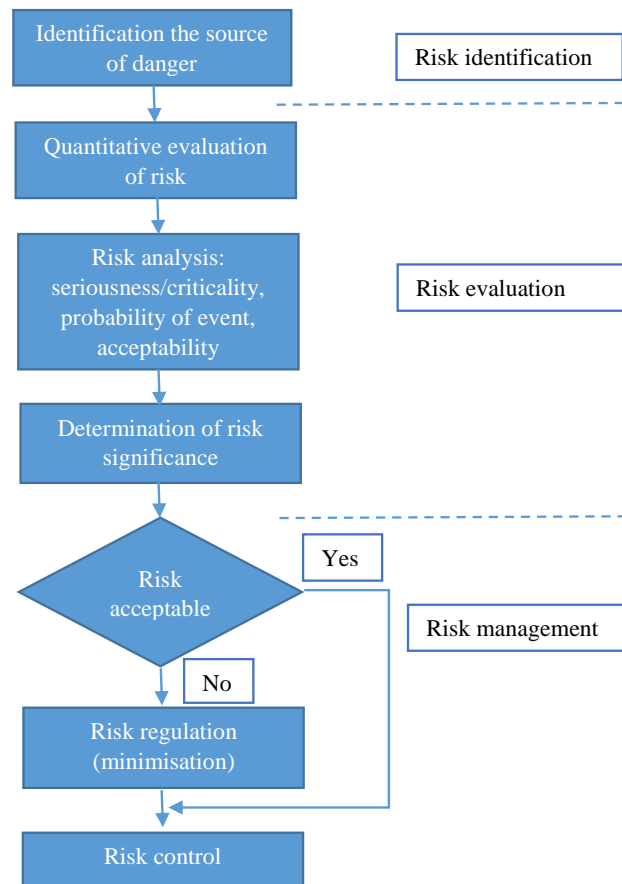 Identification the source
of danger
Risk identification
Quantitative evaluation
of risk
Risk analysis:
seriousness/criticality,
probability of event,
acceptability
Risk evaluation
Determination of risk
significance
Yes
Risk
acceptable
Risk management
No
Risk regulation
(minimisation)
Risk control